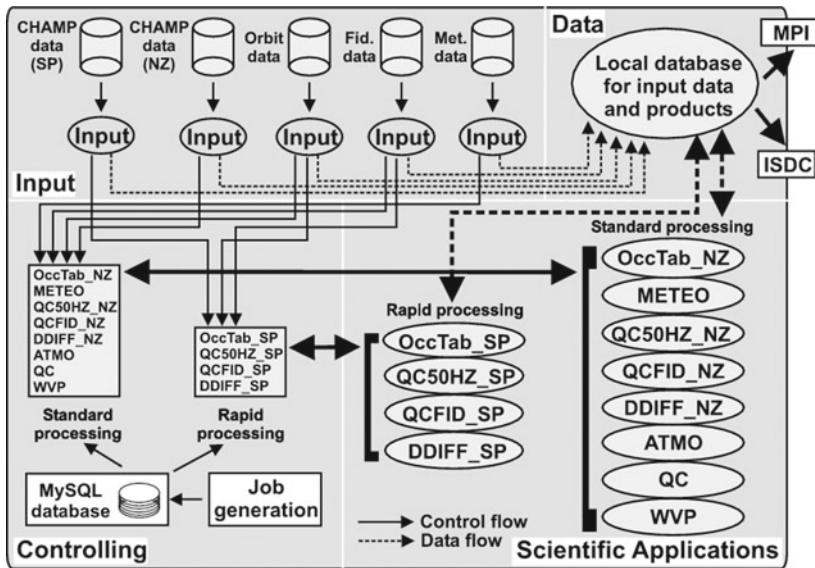 CHAMP
data
(SP)
CHAMP
data
(NZ)
Orbit
data
Fid.
data
Met.
data
Data
MPI
Local database
for input data
and products
ISDC
Input
Input
Input
Input
Input
Input
OccTab_NZ
METEO
QC50HZ_NZ
QCFID_NZ
DDIFF_NZ
ATMO
QC
WVP
OccTab_SP
QC50HZ_SP
QCFID_SP
DDIFF_SP
Standard
processing
Rapid
processing
MySQL
database
Job
generation
Controlling
Rapid processing
OccTab_SP
QC50HZ_SP
QCFID_SP
DDIFF_SP
Control flow
Data flow
Standard processing
OccTab_NZ
METEO
QC50HZ_NZ
QCFID_NZ
DDIFF_NZ
ATMO
QC
WVP
Scientific Applications